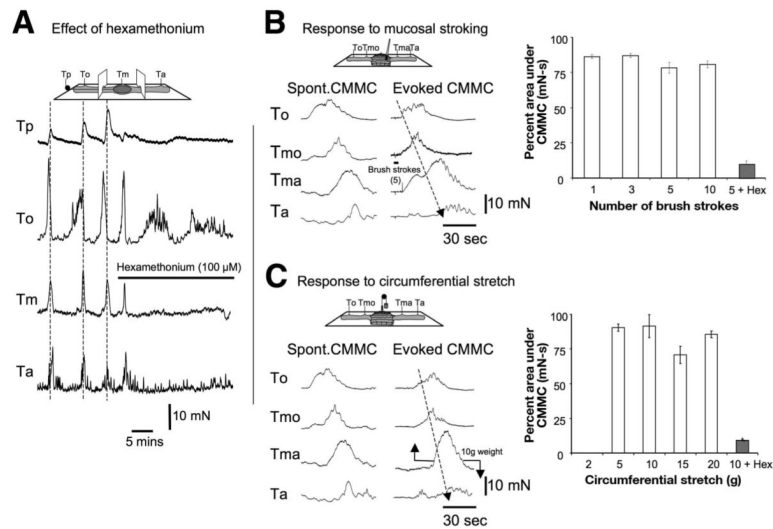 A Effect of hexamethonium
Tp To Tm Ta
Tp
To
Hexamethonium (100 µM)
Tm
Ta
10 mN
5 mins
B Response to mucosal stroking
ToTmo TmaTa
Spont.CMMC Evoked CMMC
To
Tmo
Brush strokes
(5)
Tma
Ta
10 mN
30 sec
Percent area under
CMMC (mN-s)
100
75
50
25
0
1 3 5 10 5 + Hex
Number of brush strokes
C Response to circumferential stretch
To Tmo Tma Ta
Spont.CMMC Evoked CMMC
To
Tmo
Tma
10g weight
Ta
10 mN
30 sec
Percent area under
CMMC (mN-s)
100
75
50
25
0
2 5 10 15 20 10 + Hex
Circumferential stretch (g)